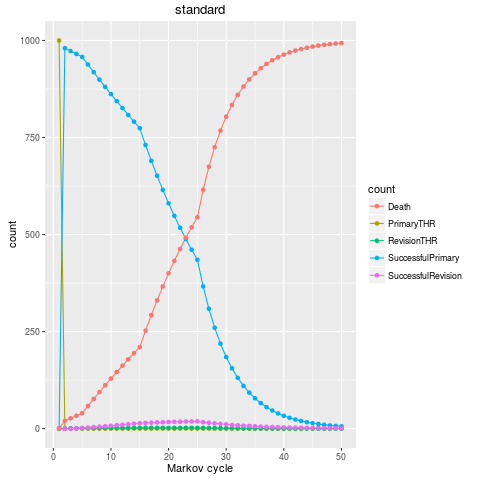 standard
1000
750
500
250
0
count
0
10
20
30
40
50
Markov cycle
count
Death
PrimaryTHR
RevisionTHR
SuccessfulPrimary
SuccessfulRevision